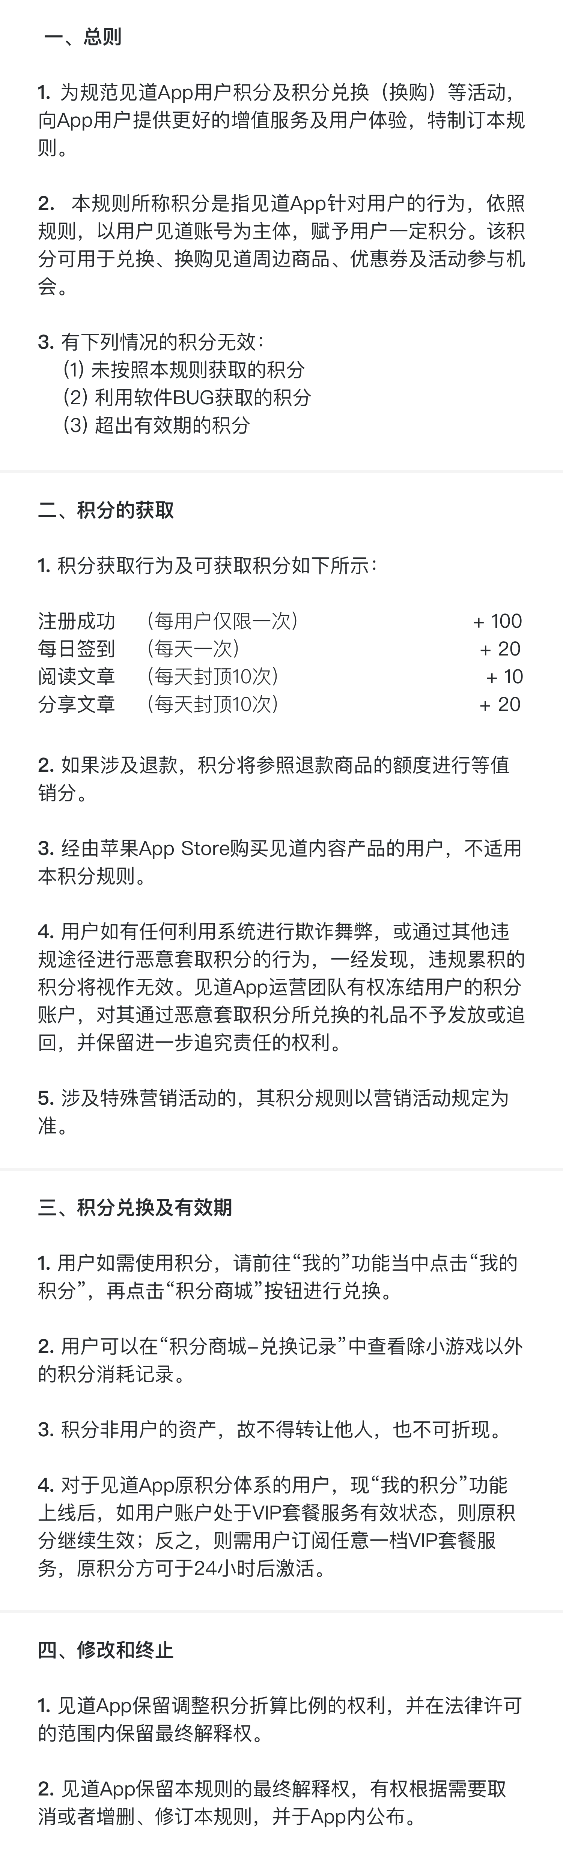 一、总则
1. 为规范见道App用户积分及积分兑换（换购）等活动，
向App用户提供更好的增值服务及用户体验，特制订本规
则。
2. 本规则所称积分是指见道App针对用户的行为，依照
规则，以用户见道账号为主体，赋予用户一定积分。该积
分可用于兑换、换购见道周边商品、优惠券及活动参与机
会。
3. 有下列情况的积分无效：
(1) 未按照本规则获取的积分
(2) 利用软件BUG获取的积分
(3) 超出有效期的积分
二、积分的获取
1. 积分获取行为及可获取积分如下所示：
注册成功 （每用户仅限一次） + 100
每日签到 （每天一次） + 20
阅读文章 （每天封顶10次） + 10
分享文章 （每天封顶10次） + 20
2. 如果涉及退款，积分将参照退款商品的额度进行等值
销分。
3. 经由苹果App Store购买见道内容产品的用户，不适用
本积分规则。
4. 用户如有任何利用系统进行欺诈舞弊，或通过其他违
规途径进行恶意套取积分的行为，一经发现，违规累积的
积分将视作无效。见道App运营团队有权冻结用户的积分
账户，对其通过恶意套取积分所兑换的礼品不予发放或追
回，并保留进一步追究责任的权利。
5. 涉及特殊营销活动的，其积分规则以营销活动规定为
准。
三、积分兑换及有效期
1. 用户如需使用积分，请前往“我的”功能当中点击“我的
积分”，再点击“积分商城”按钮进行兑换。
2. 用户可以在“积分商城–兑换记录”中查看除小游戏以外
的积分消耗记录。
3. 积分非用户的资产，故不得转让他人，也不可折现。
4. 对于见道App原积分体系的用户，现“我的积分”功能
上线后，如用户账户处于VIP套餐服务有效状态，则原积
分继续生效；反之，则需用户订阅任意一档VIP套餐服
务，原积分方可于24小时后激活。
四、修改和终止
1. 见道App保留调整积分折算比例的权利，并在法律许可
的范围内保留最终解释权。
2. 见道App保留本规则的最终解释权，有权根据需要取
消或者增删、修订本规则，并于App内公布。